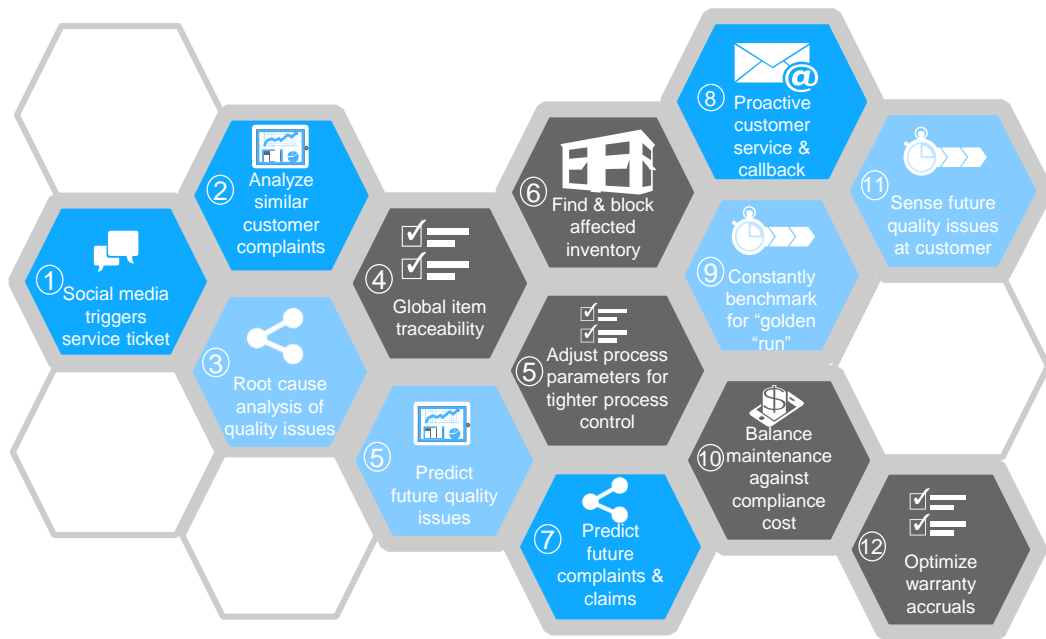 1
Social media
triggers
service ticket
2
Analyze
similar
customer
complaints
3
Root cause
analysis of
quality issues
4
Global item
traceability
5
Predict
future quality
issues
6
Find & block
affected
inventory
5
Adjust process
parameters for
tighter process
control
7
Predict
future
complaints &
claims
@
8
Proactive
customer
service &
callback
9
Constantly
benchmark
for “golden
“run”
$
10
Balance
maintenance
against
compliance
cost
11
Sense future
quality issues
at customer
12
Optimize
warranty
accruals